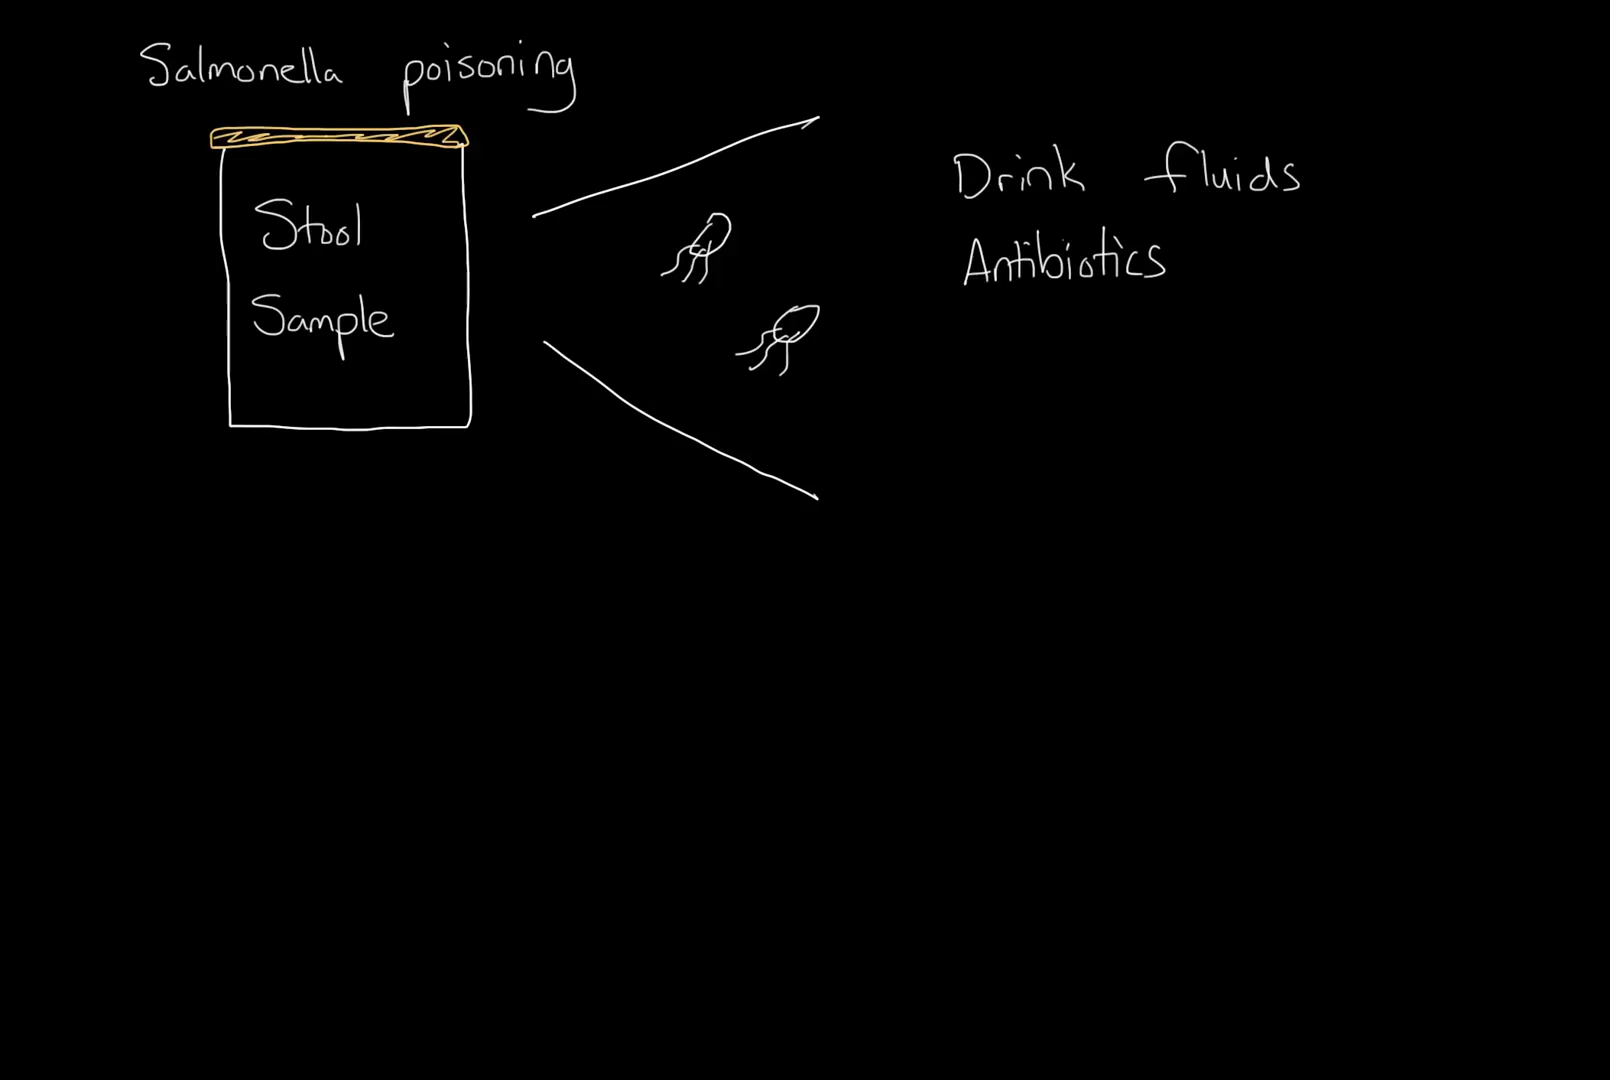 Salmonella poisoning
Stool
Sample
Drink fluids
Antibiotics